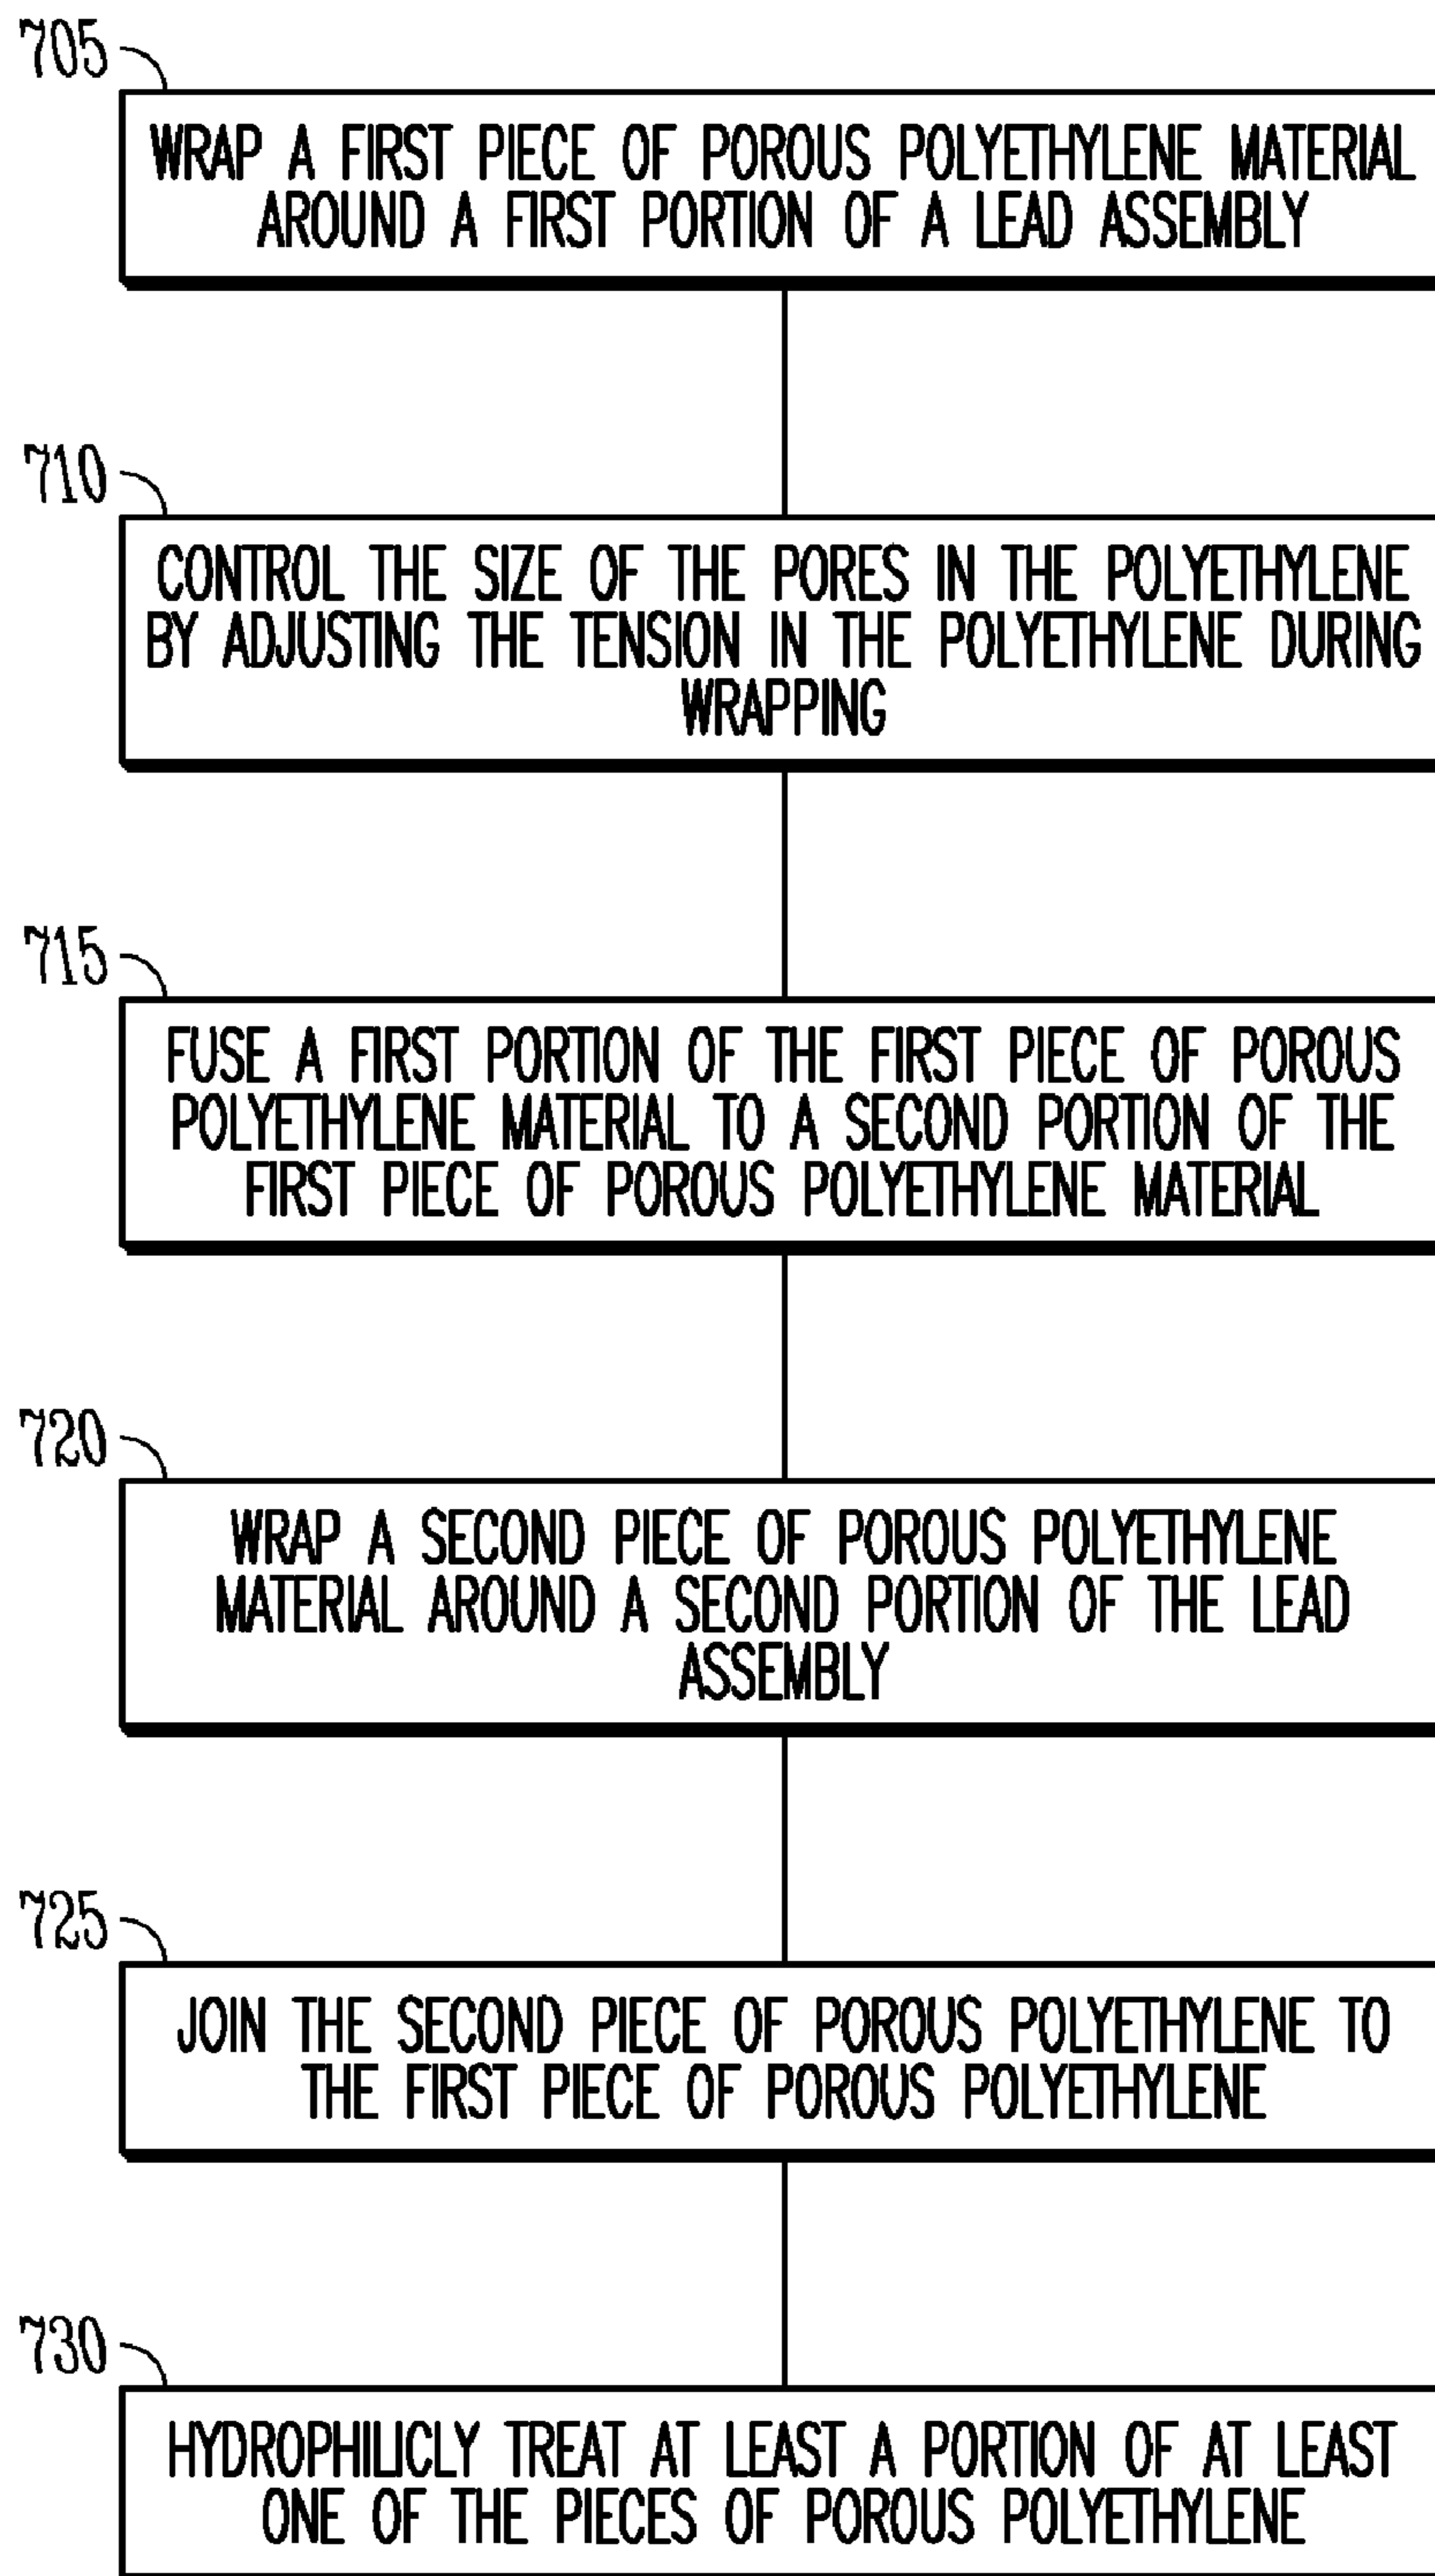 705
WRAP A FIRST PIECE OF POROUS POLYETHYLENE MATERIAL
AROUND A FIRST PORTION OF A LEAD ASSEMBLY
710
CONTROL THE SIZE OF THE PORES IN THE POLYETHYLENE
BY ADJUSTING THE TENSION IN THE POLYETHYLENE DURING
WRAPPING
715
FUSE A FIRST PORTION OF THE FIRST PIECE OF POROUS
POLYETHYLENE MATERIAL TO A SECOND PORTION OF THE
FIRST PIECE OF POROUS POLYETHYLENE MATERIAL
720
WRAP A SECOND PIECE OF POROUS POLYETHYLENE
MATERIAL AROUND A SECOND PORTION OF THE LEAD
ASSEMBLY
725
JOIN THE SECOND PIECE OF POROUS POLYETHYLENE TO
THE FIRST PIECE OF POROUS POLYETHYLENE
730
HYDROPHILICLY TREAT AT LEAST A PORTION OF AT LEAST
ONE OF THE PIECES OF POROUS POLYETHYLENE